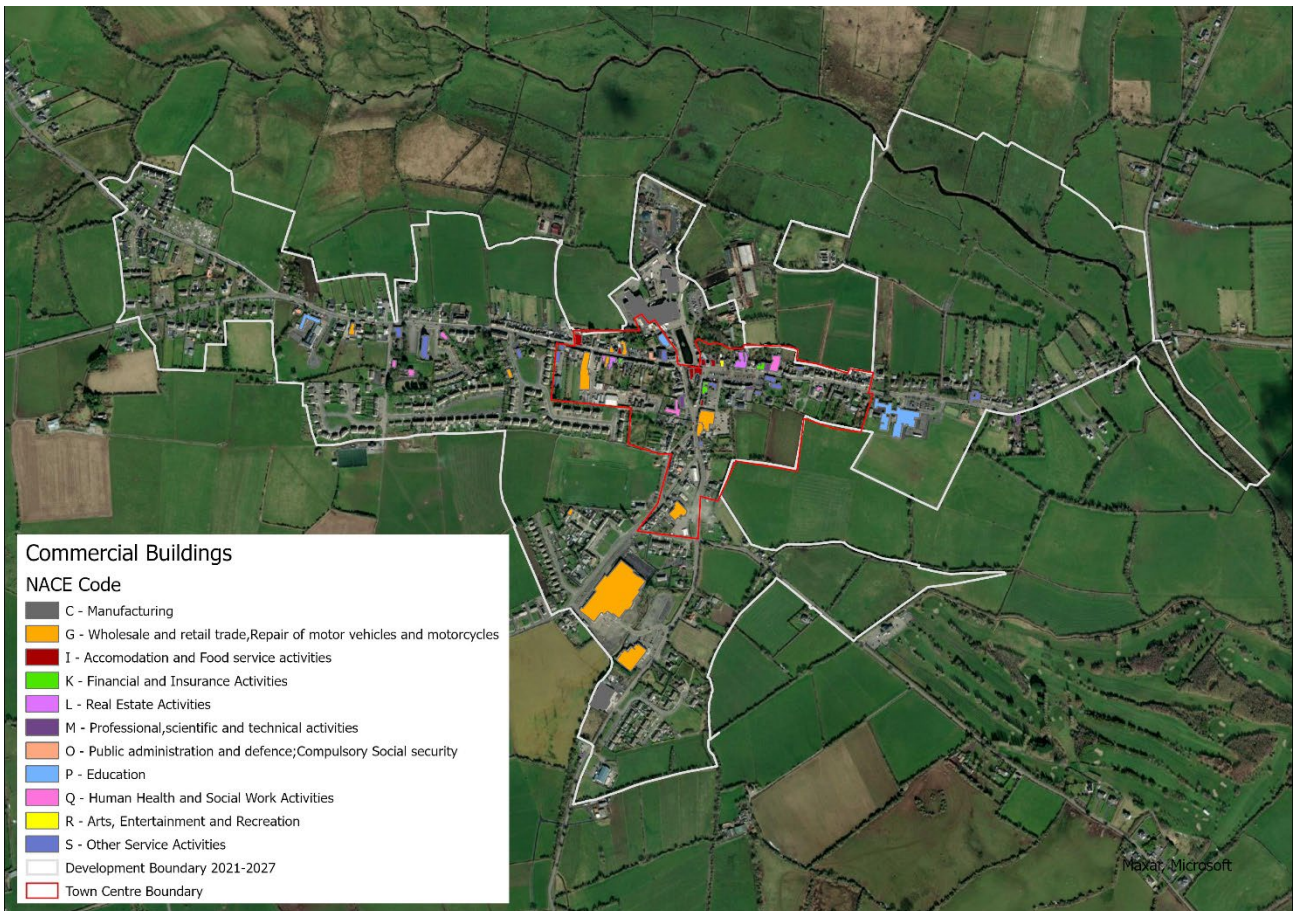 Commercial Buildings
NACE Code
C - Manufacturing
G - Wholesale and retail trade,Repair of motor vehicles and motorcycles
I - Accomodation and Food service activities
K - Financial and Insurance Activities
L - Real Estate Activities
M - Professional,scientific and technical activities
O - Public administration and defence;Compulsory Social security
P - Education
Q - Human Health and Social Work Activities
R - Arts, Entertainment and Recreation
S - Other Service Activities
Development Boundary 2021-2027
Town Centre Boundary
Maxar, Microsoft